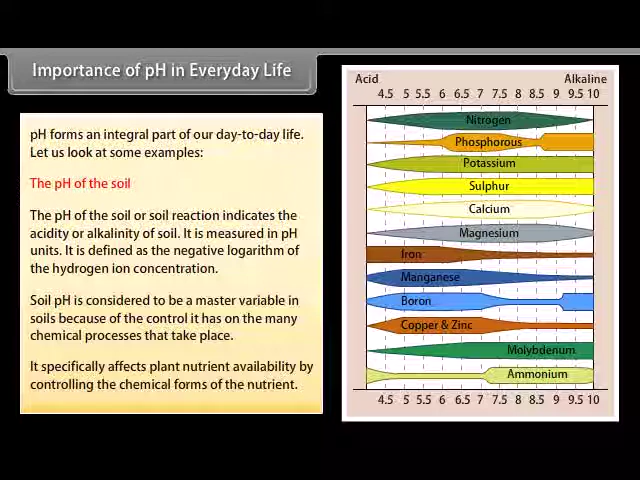 Importance of pH in Everyday Life
pH forms an integral part of our day-to-day life.
Let us look at some examples:
The pH of the soil
The pH of the soil or soil reaction indicates the
acidity or alkalinity of soil. It is measured in pH
units. It is defined as the negative logarithm of
the hydrogen ion concentration.
Soil pH is considered to be a master variable in
soils because of the control it has on the many
chemical processes that take place.
It specifically affects plant nutrient availability by
controlling the chemical forms of the nutrient.
Acid Alkaline
4.5 5 5.5 6 6.5 7 7.5 8 8.5 9 9.5 10
Nitrogen
Phosphorous
Potassium
Sulphur
Calcium
Magnesium
Iron
Manganese
Boron
Copper & Zinc
Molybdenum
Ammonium
4.5 5 5.5 6 6.5 7 7.5 8 8.5 9 9.5 10